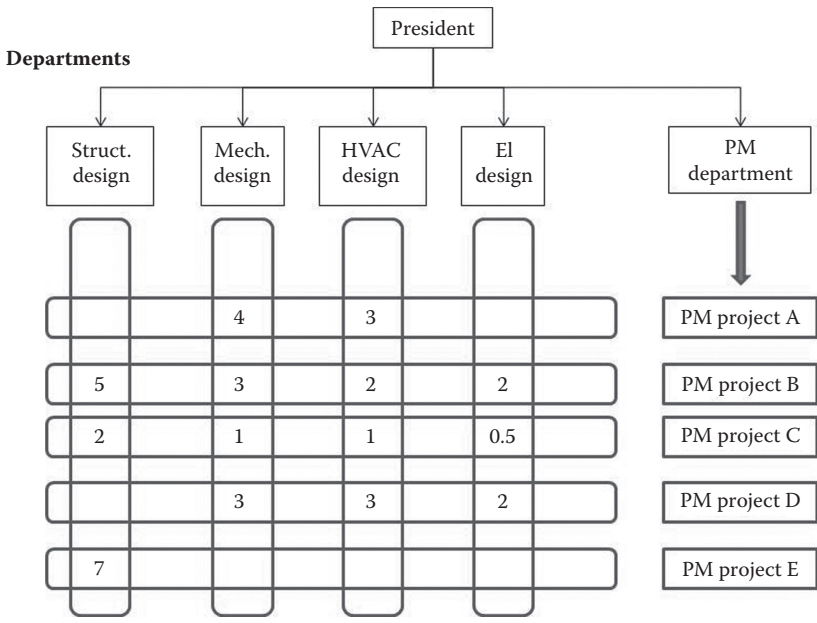 President
Departments
Struct.
design
Mech.
design
HVAC
design
El
design
PM
department
4 3 PM project A
5 3 2 2 PM project B
2 1 1 0.5 PM project C
3 3 2 PM project D
7 PM project E